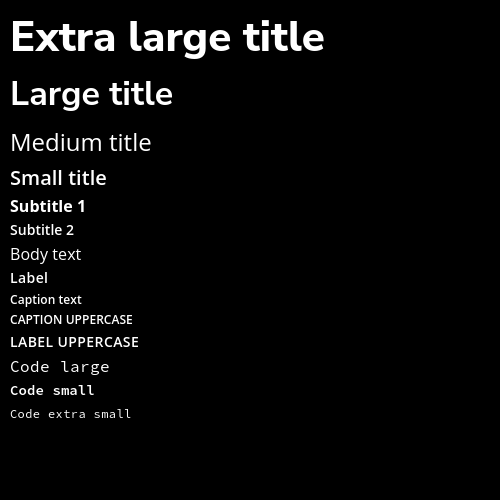 Extra large title
Large title
Medium title
Small title
Subtitle 1
Subtitle 2
Body text
Label
Caption text
CAPTION UPPERCASE
LABEL UPPERCASE
Code large
Code small
Code extra small